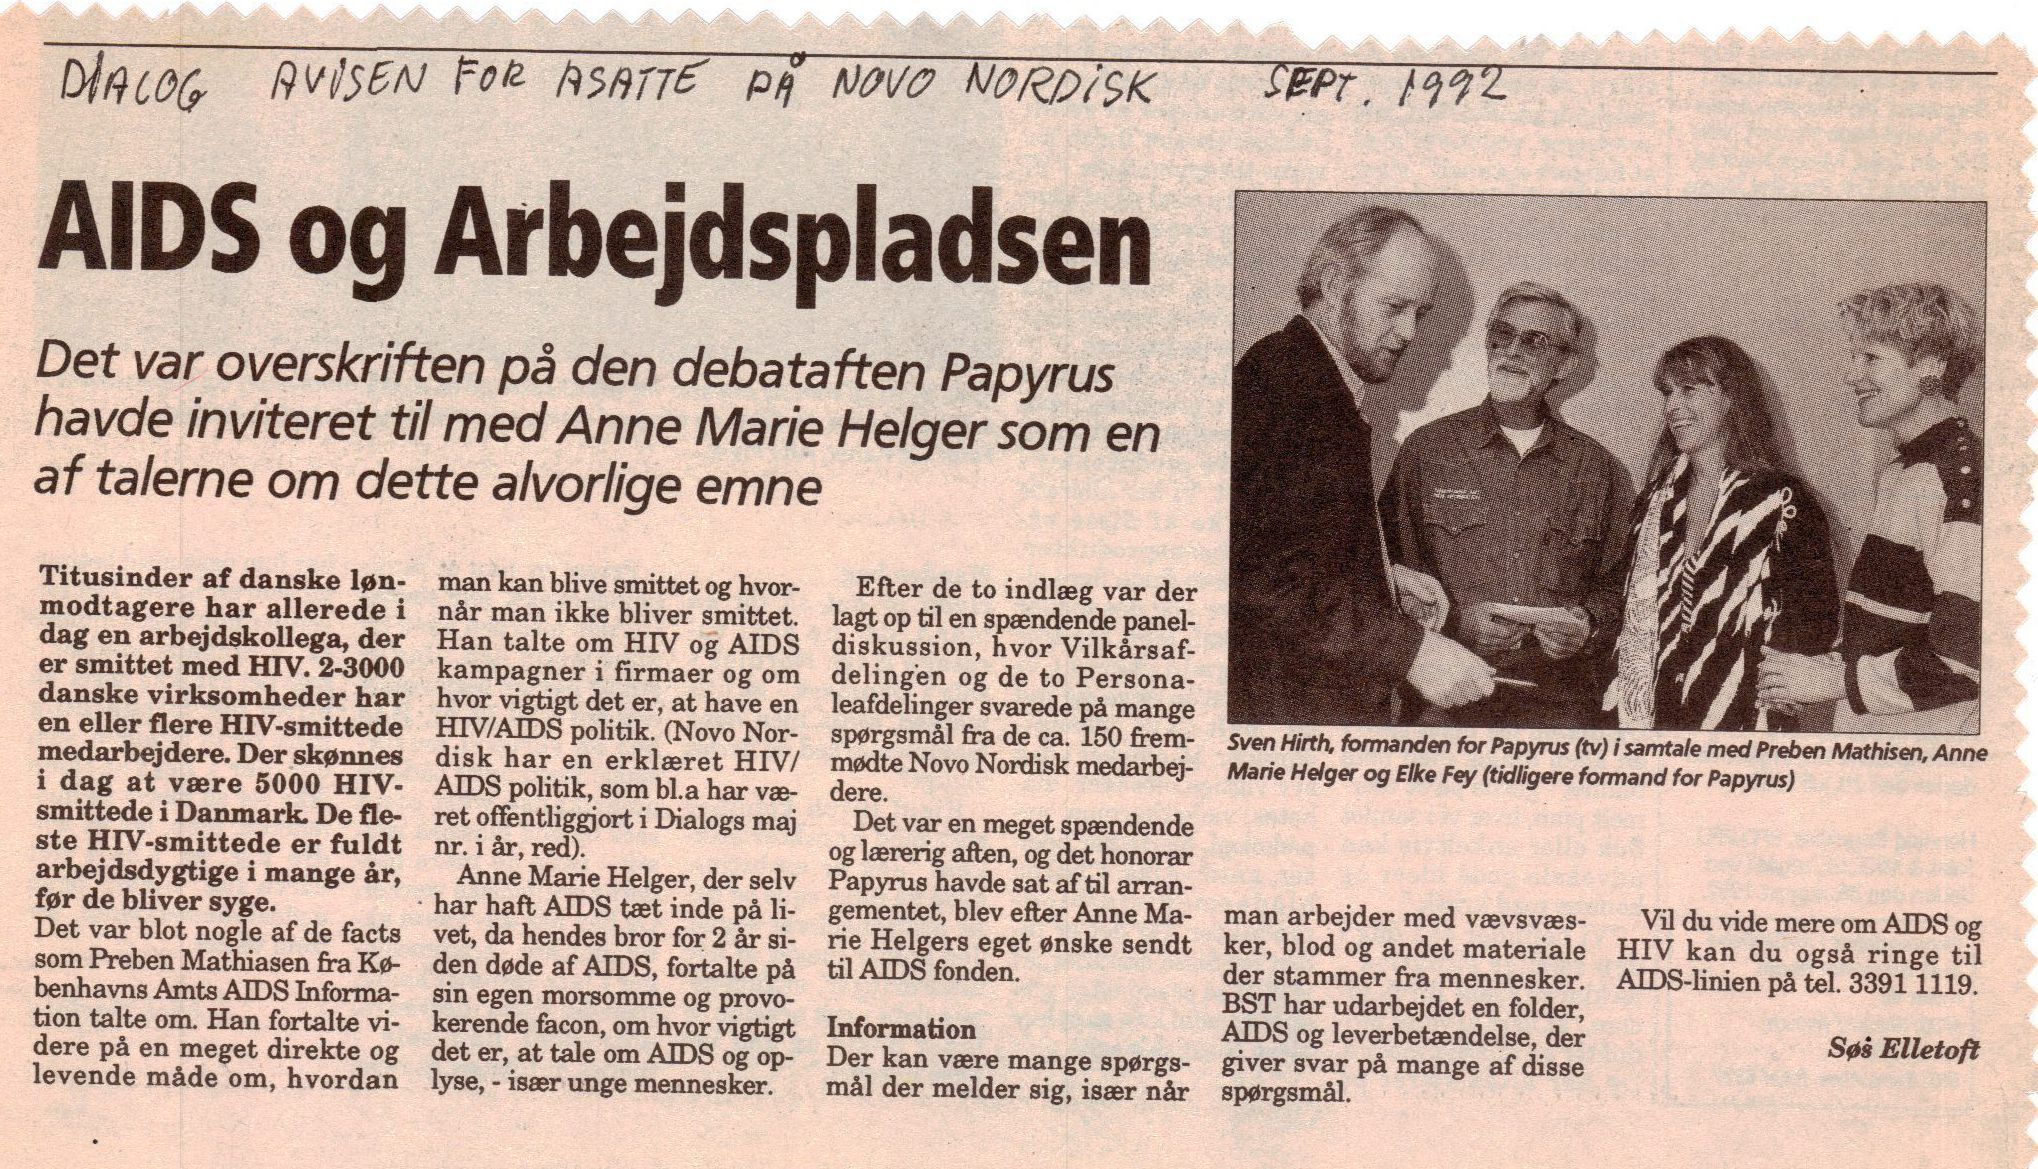 DIALOG AVISEN FOR ASATTE PÅ NOVO NORDISK SEPT. 1992
AIDS og Arbejdspladsen
Det var overskriften på den debataften Papyrus
havde inviteret til med Anne Marie Helger som en
af talerne om dette alvorlige emne
Titusinder af danske løn-
modtagere har allerede i
dag en arbejdskollega, der
er smittet med HIV. 2-3000
danske virksomheder har
en eller flere HIV-smittede
medarbejdere. Der skønnes
i dag at være 5000 HIV-
smittede i Danmark. De fle-
ste HIV-smittede er fuldt
arbejdsdygtige i mange år,
før de bliver syge.
Det var blot nogle af de facts
som Preben Mathiasen fra Kø-
benhavns Amts AIDS Informa-
tion talte om. Han fortalte vi-
dere på en meget direkte og
levende måde om, hvordan
man kan blive smittet og hvor-
når man ikke bliver smittet.
Han talte om HIV og AIDS
kampagner i firmaer og om
hvor vigtigt det er, at have en
HIV/AIDS politik. (Novo Nor-
disk har en erklæret HIV/
AIDS politik, som bl.a har væ-
ret offentliggjort i Dialogs maj
nr. i år, red).
Anne Marie Helger, der selv
har haft AIDS tæt inde på li-
vet, da hendes bror for 2 år si-
den døde af AIDS, fortalte på
sin egen morsomme og provo-
kerende facon, om hvor vigtigt
det er, at tale om AIDS og op-
lyse, - især unge mennesker.
Efter de to indlæg var der
lagt op til en spændende panel-
diskussion, hvor Vilkårsaf-
delingen og de to Persona-
leafdelinger svarede på mange
spørgsmål fra de ca. 150 frem-
mødte Novo Nordisk medarbej-
dere.
Det var en meget spændende
og lærerig aften, og det honorar
Papyrus havde sat af til arran-
gementet, blev efter Anne Ma-
rie Helgers eget ønske sendt
til AIDS fonden.
Information
Der kan være mange spørgs-
mål der melder sig, især når
Sven Hirth, formanden for Papyrus (tv) i samtale med Preben Mathisen, Anne
Marie Helger og Elke Fey (tidligere formand for Papyrus)
man arbejder med vævsvæs-
ker, blod og andet materiale
der stammer fra mennesker.
BST har udarbejdet en folder,
AIDS og leverbetændelse, der
giver svar på mange af disse
spørgsmål.
Vil du vide mere om AIDS og
HIV kan du også ringe til
AIDS-linien på tel. 3391 1119.
Søs Elletoft